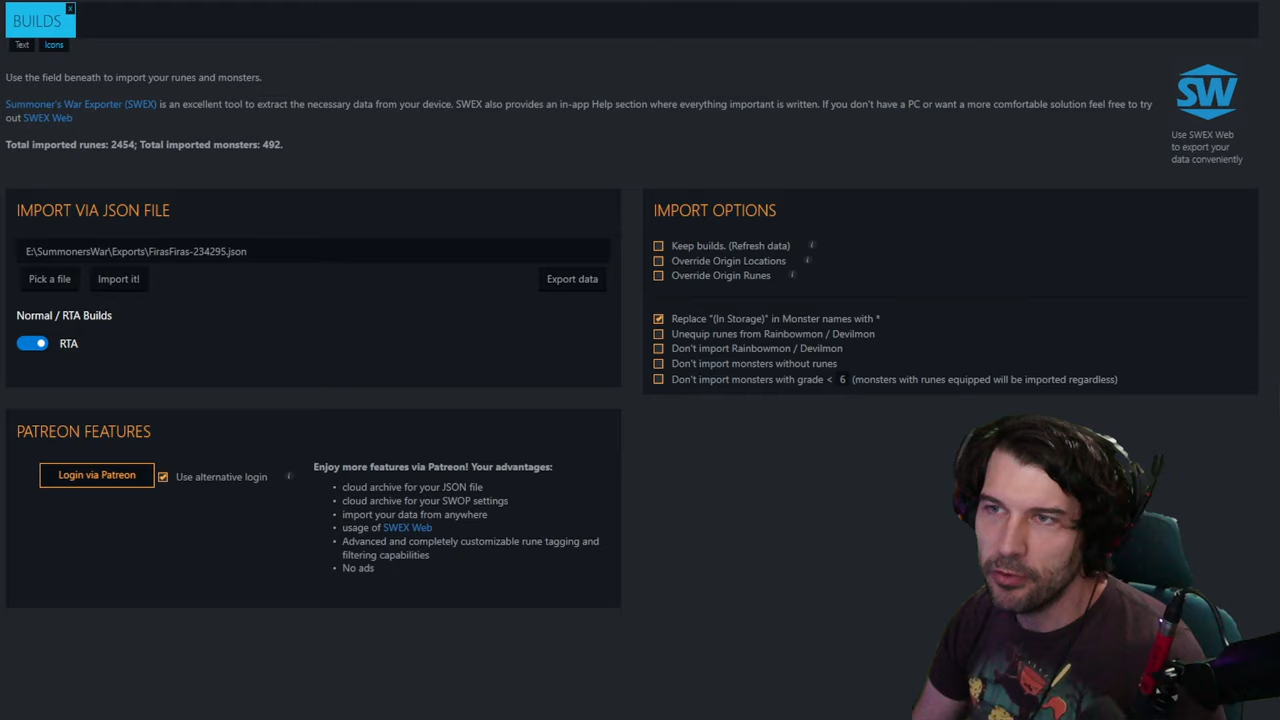 BUILDS
x
Text Icons
Use the field beneath to import your runes and monsters.
Summoner's War Exporter (SWEX) is an excellent tool to extract the necessary data from your device. SWEX also provides an in-app Help section where everything important is written. If you don't have a PC or want a more comfortable solution feel free to try
out SWEX Web
Total imported runes: 2454; Total imported monsters: 492.
SW
Use SWEX Web
to export your
data conveniently
IMPORT VIA JSON FILE
E:\SummonersWar\Exports\FirasFiras-234295.json
Pick a file Import it! Export data
Normal / RTA Builds
RTA
IMPORT OPTIONS
Keep builds. (Refresh data) i
Override Origin Locations i
Override Origin Runes i
Replace "(In Storage)" in Monster names with *
Unequip runes from Rainbowmon / Devilmon
Don't import Rainbowmon / Devilmon
Don't import monsters without runes
Don't import monsters with grade < 6 (monsters with runes equipped will be imported regardless)
PATREON FEATURES
Login via Patreon Use alternative login i
Enjoy more features via Patreon! Your advantages:
• cloud archive for your JSON file
• cloud archive for your SWOP settings
• import your data from anywhere
• usage of SWEX Web
• Advanced and completely customizable rune tagging and
filtering capabilities
• No ads